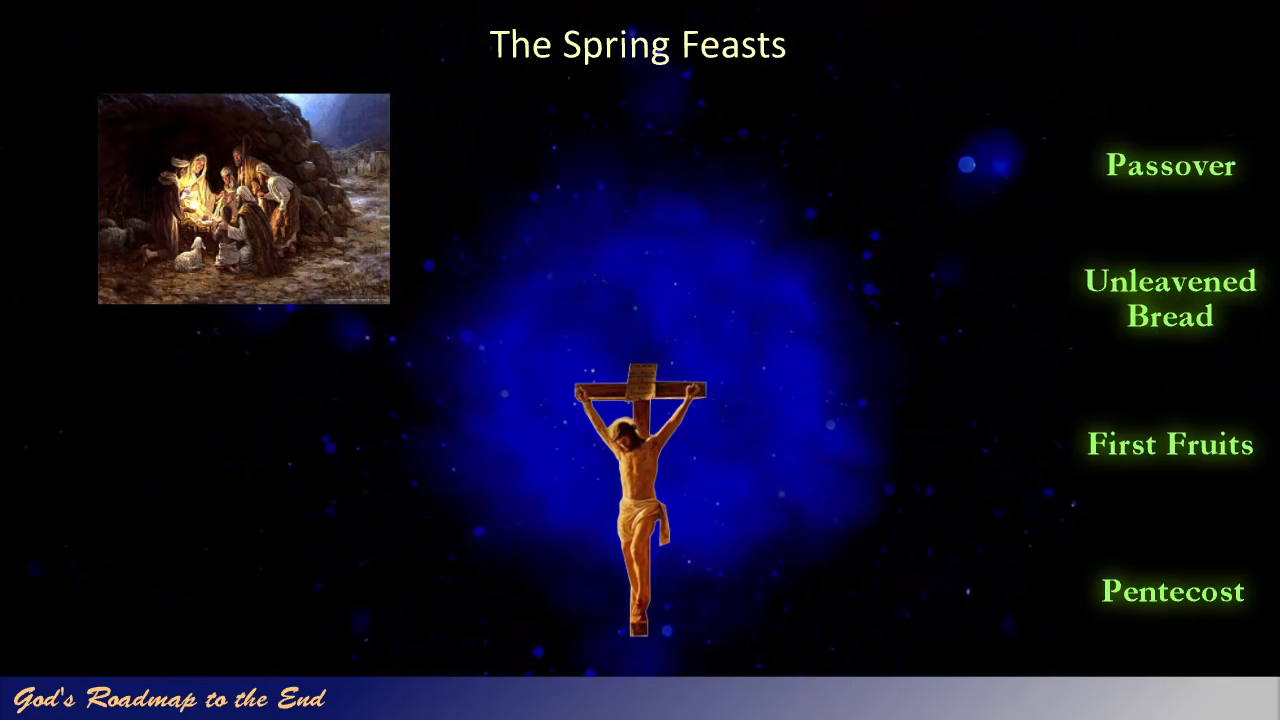 The Spring Feasts
Passover
Unleavened
Bread
First Fruits
Pentecost
God's Roadmap to the End